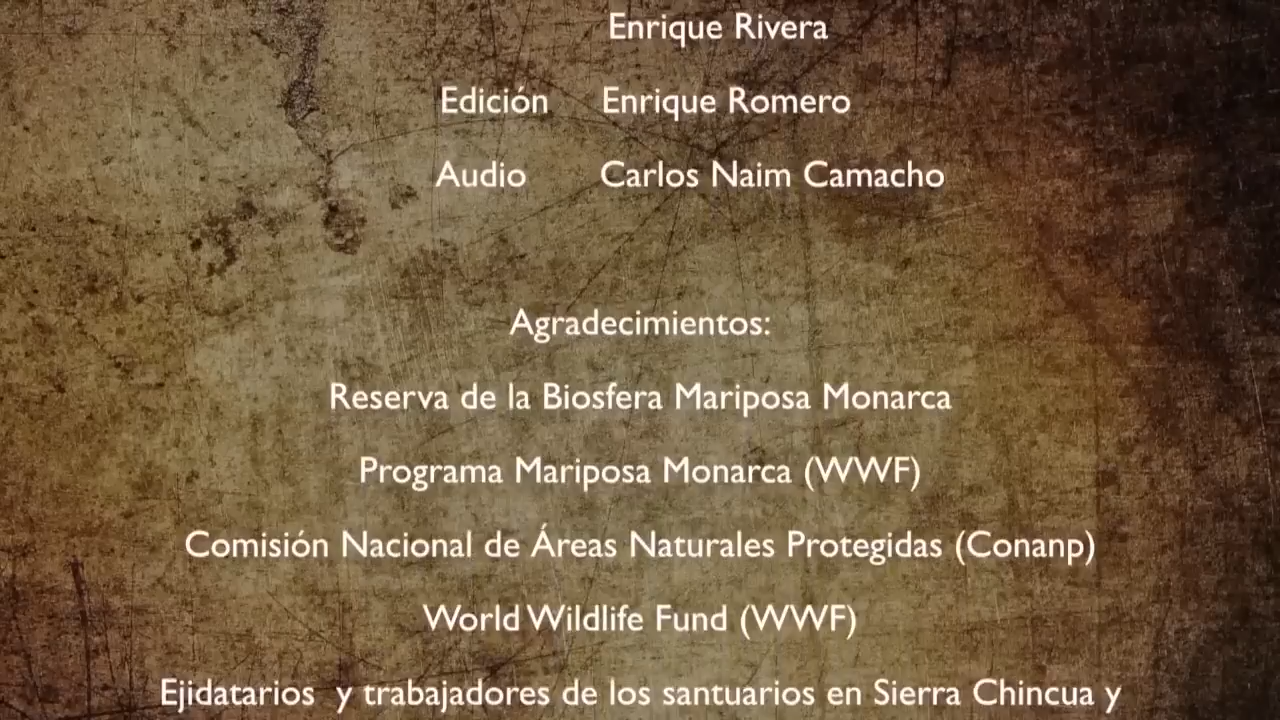 Enrique Rivera
Edición Enrique Romero
Audio Carlos Naim Camacho
Agradecimientos:
Reserva de la Biosfera Mariposa Monarca
Programa Mariposa Monarca (WWF)
Comisión Nacional de Áreas Naturales Protegidas (Conanp)
World Wildlife Fund (WWF)
Ejidatarios y trabajadores de los santuarios en Sierra Chincua y